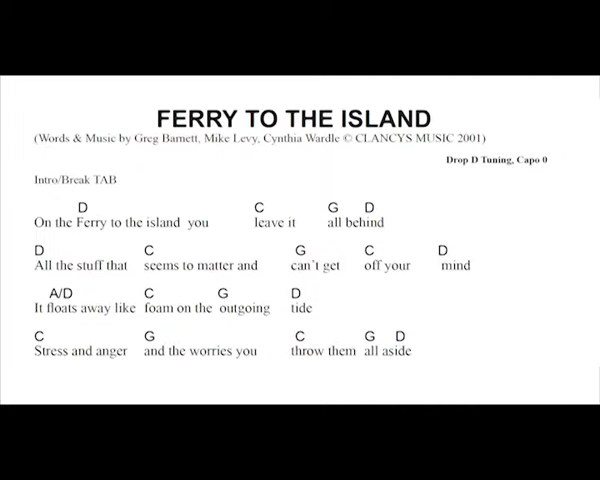 FERRY TO THE ISLAND
(Words & Music by Greg Barnett, Mike Levy, Cynthia Wardle © CLANCYS MUSIC 2001)
Drop D Tuning, Capo 0
Intro/Break TAB
D C G D
On the Ferry to the island you leave it all behind
D C G C D
All the stuff that seems to matter and can't get off your mind
A/D C G D
It floats away like foam on the outgoing tide
C G C G D
Stress and anger and the worries you throw them all aside